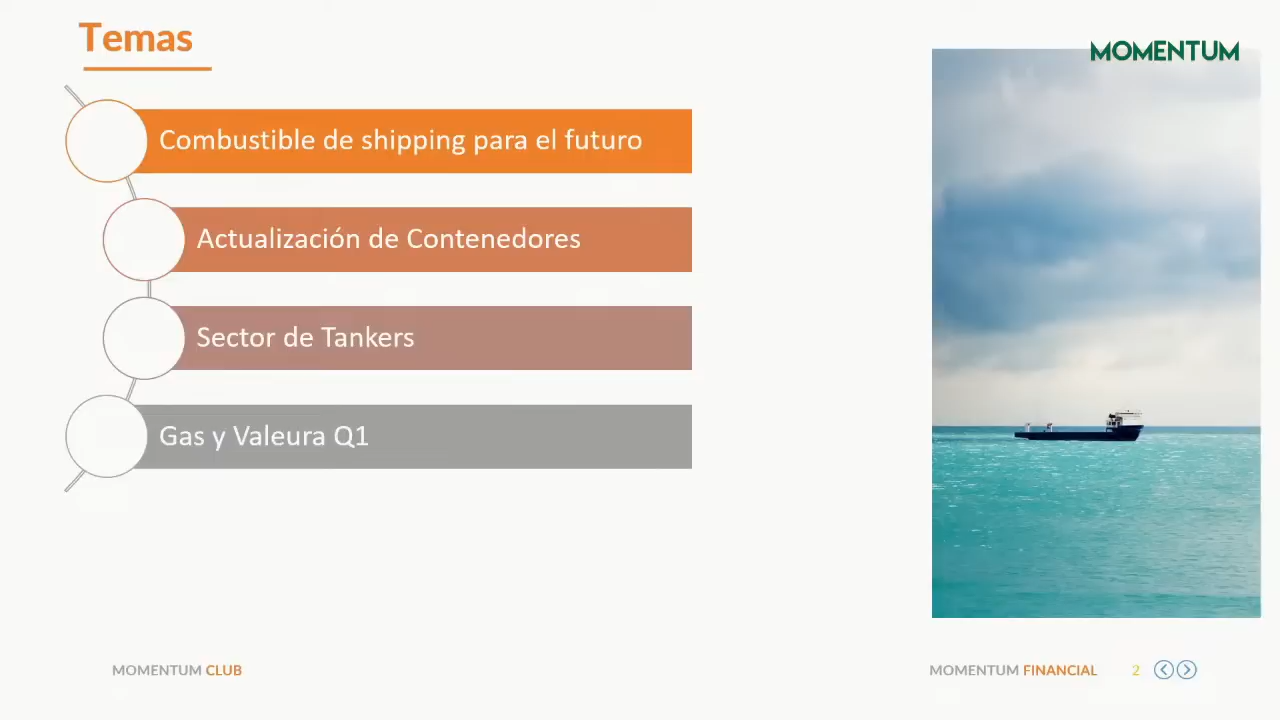 Temas
MOMENTUM
Combustible de shipping para el futuro
Actualización de Contenedores
Sector de Tankers
Gas y Valeura Q1
MOMENTUM CLUB
MOMENTUM FINANCIAL
2